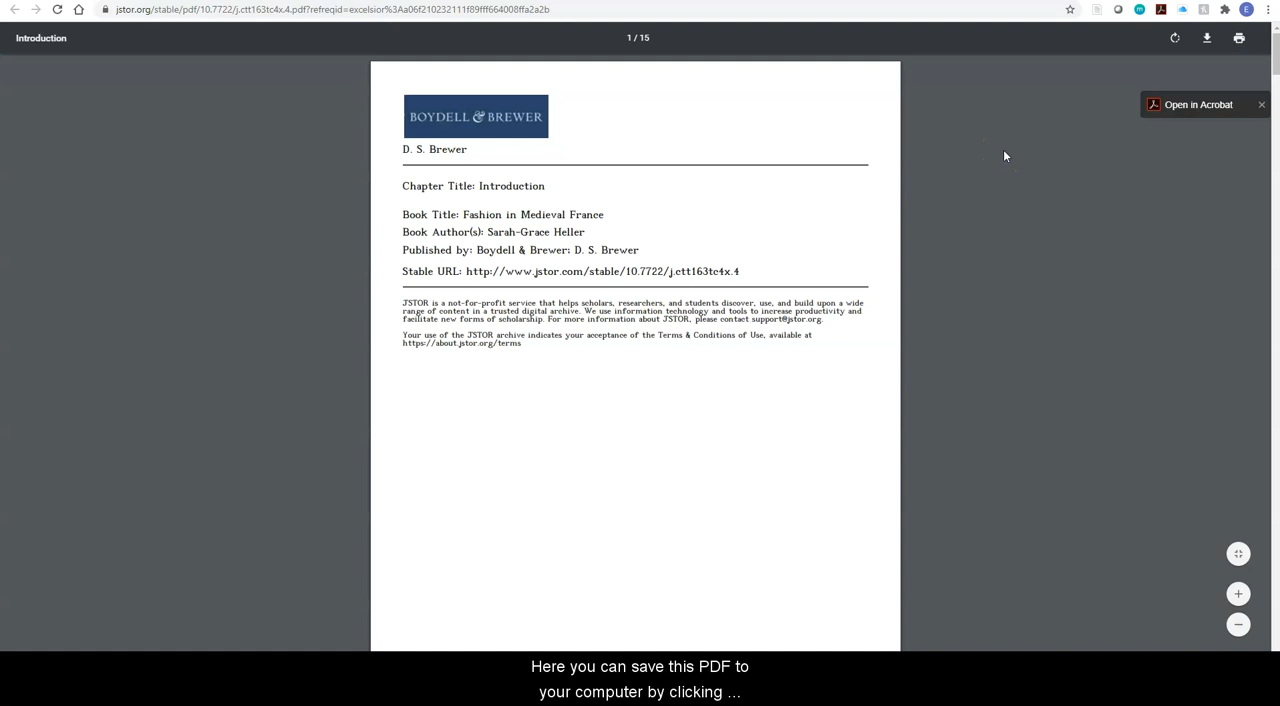 jstor.org/stable/pdf/10.7722/j.ctt163tc4x.4.pdf?refreqid=excelsior%3Aa06f210232111f89fff664008ffa2a2b
E
Introduction
1 / 15
Open in Acrobat
BOYDELL & BREWER
D. S. Brewer
Chapter Title: Introduction
Book Title: Fashion in Medieval France
Book Author(s): Sarah-Grace Heller
Published by: Boydell & Brewer; D. S. Brewer
Stable URL: http://www.jstor.com/stable/10.7722/j.ctt163tc4x.4
JSTOR is a not-for-profit service that helps scholars, researchers, and students discover, use, and build upon a wide
range of content in a trusted digital archive. We use information technology and tools to increase productivity and
facilitate new forms of scholarship. For more information about JSTOR, please contact support@jstor.org.
Your use of the JSTOR archive indicates your acceptance of the Terms & Conditions of Use, available at
https://about.jstor.org/terms
Here you can save this PDF to
your computer by clicking ...